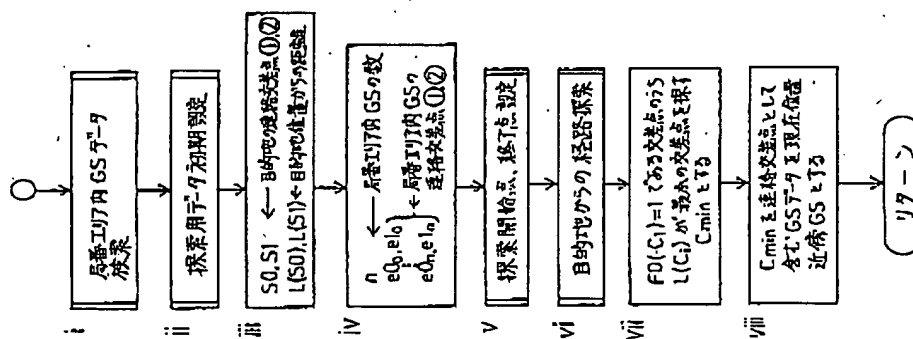 i
局番エリア内 GSデータ
検索
ii
探索用データ初期設定
iii
S0,S1 ← 目的地の連絡交差点①,②
L(S0),L(S1)← 目的地位置からの距離
iv
n ← 局番エリア内 GSの数
e0₀,e1₀
e0n,e1n
← 局番エリア内 GSの
連絡交差点①,②
v
探索開始点、終了点設定
vi
目的地からの経路探索
vii
FD(Ci)=1である交差点のうち
L(Ci)が最小の交差点を探す
Cminとする
viii
Cminを連絡交差点として
含むGSデータを現在位置
近傍GSとする
リターン